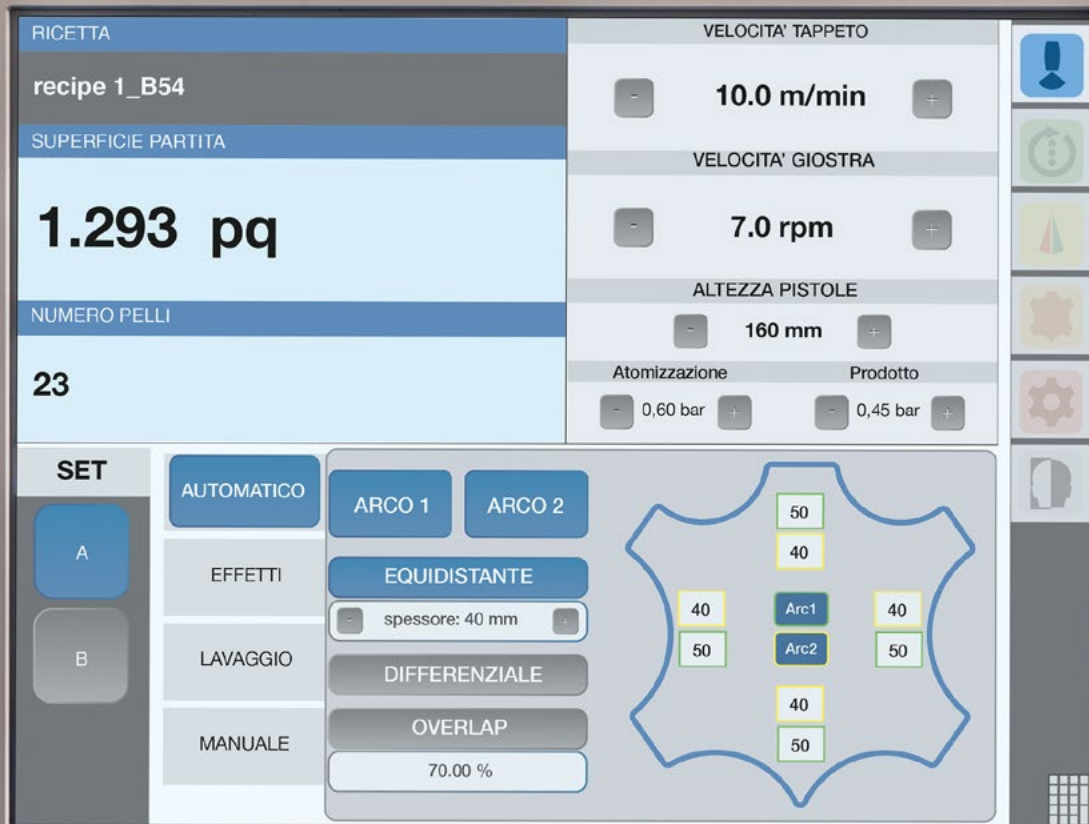 RICETTA
recipe 1_B54
SUPERFICIE PARTITA
1.293 pq
NUMERO PELLI
23
VELOCITA' TAPPETO
- 10.0 m/min +
VELOCITA' GIOSTRA
- 7.0 rpm +
ALTEZZA PISTOLE
- 160 mm +
Atomizzazione Prodotto
- 0,60 bar + - 0,45 bar +
SET
A
B
AUTOMATICO
EFFETTI
LAVAGGIO
MANUALE
ARCO 1 ARCO 2
EQUIDISTANTE
- spessore: 40 mm +
DIFFERENZIALE
OVERLAP
70.00 %
50
40
40 Arc1 40
50 Arc2 50
40
50